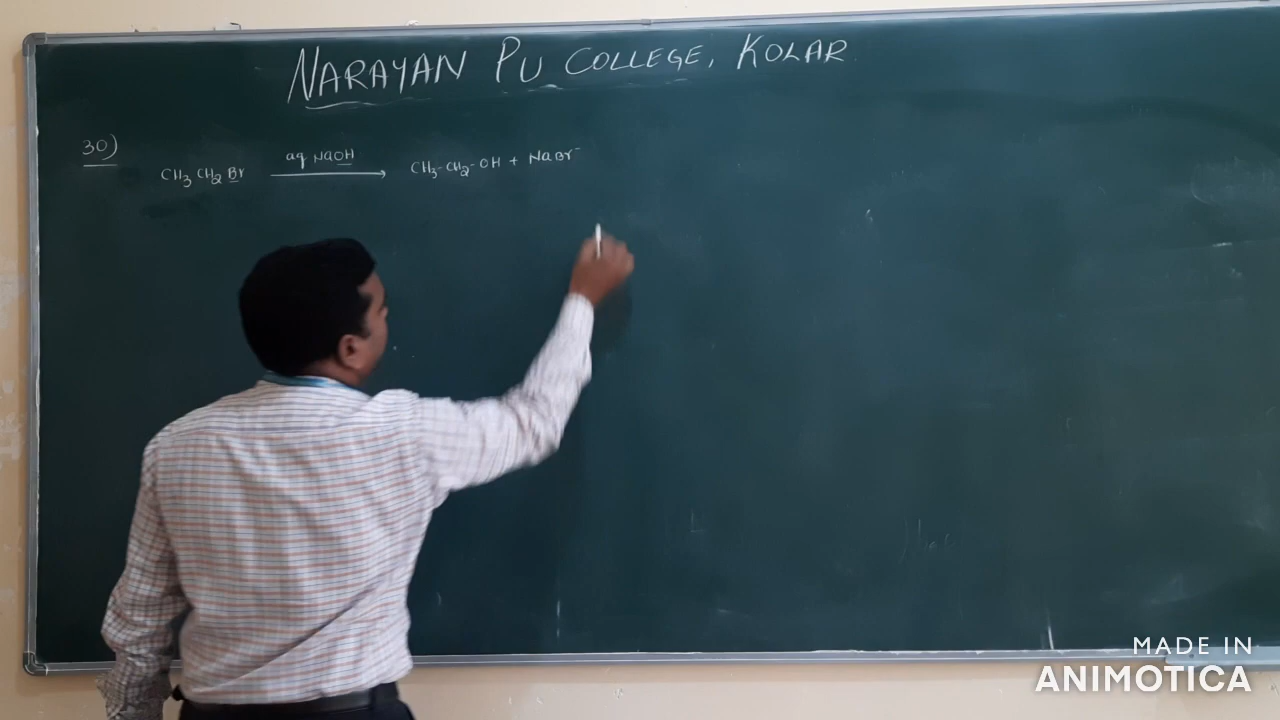 NARAYAN PU COLLEGE, KOLAR
30)
CH3 CH2 Br aq NaOH → CH3-CH2-OH + NaBr-
MADE IN
ANIMOTICA